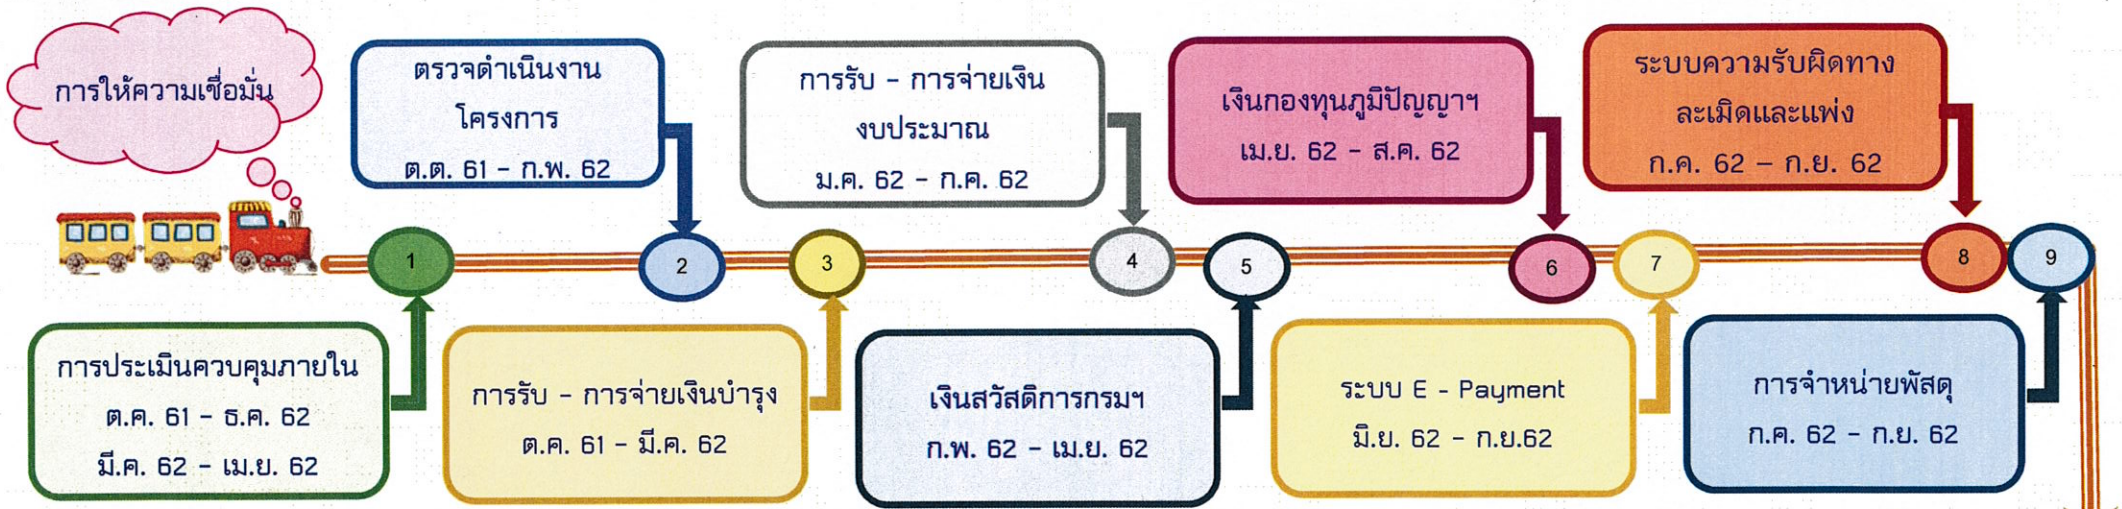 การให้ความเชื่อมั่น
ตรวจดำเนินงาน
โครงการ
ต.ต. 61 - ก.พ. 62
การรับ - การจ่ายเงิน
งบประมาณ
ม.ค. 62 - ก.ค. 62
เงินกองทุนภูมิปัญญาฯ
เม.ย. 62 - ส.ค. 62
ระบบความรับผิดทาง
ละเมิดและแพ่ง
ก.ค. 62 – ก.ย. 62
1
2
3
4
5
6
7
8
9
การประเมินควบคุมภายใน
ต.ค. 61 - ธ.ค. 62
มี.ค. 62 - เม.ย. 62
การรับ - การจ่ายเงินบำรุง
ต.ค. 61 - มี.ค. 62
เงินสวัสดิการกรมฯ
ก.พ. 62 - เม.ย. 62
ระบบ E - Payment
มิ.ย. 62 - ก.ย.62
การจำหน่ายพัสดุ
ก.ค. 62 - ก.ย. 62